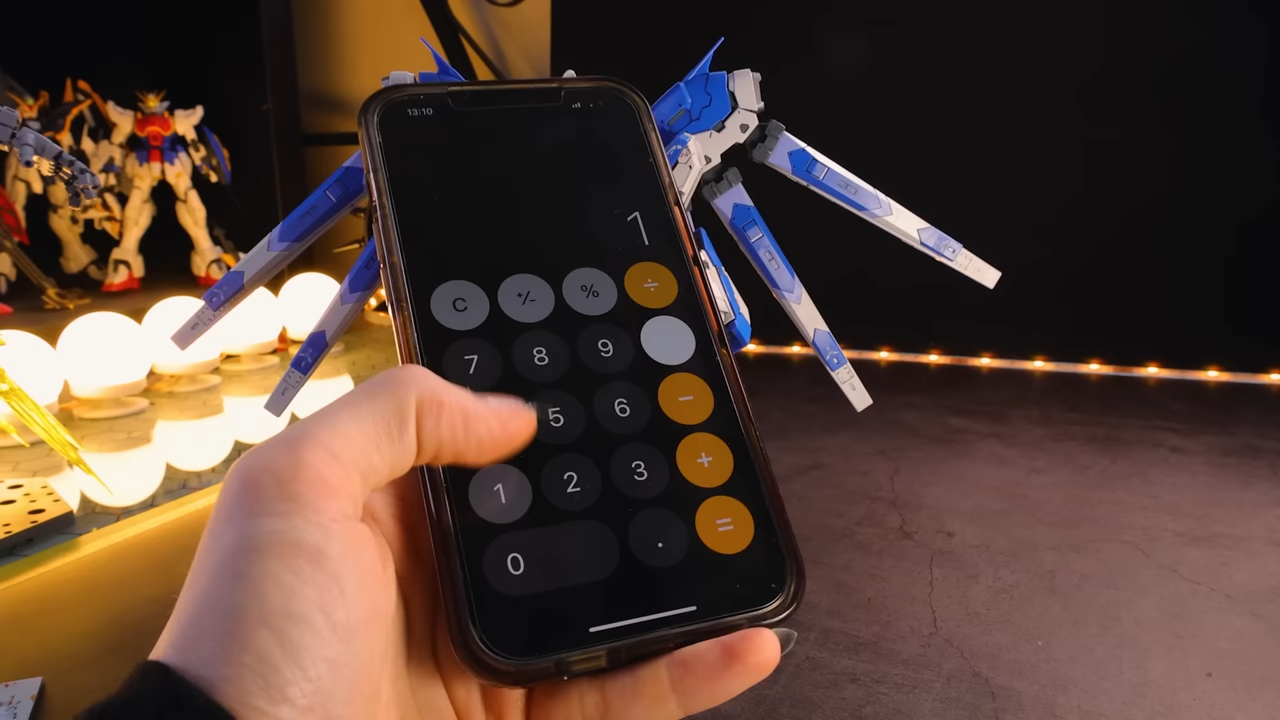 13:10
1
C +/- % ÷
7 8 9
5 6 −
1 2 3 +
0 . =